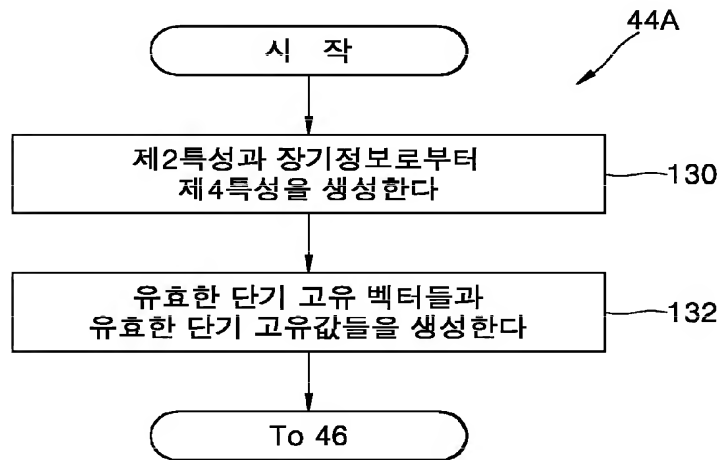 44A
시 작
제2특성과 장기정보로부터
제4특성을 생성한다
130
유효한 단기 고유 벡터들과
유효한 단기 고유값들을 생성한다
132
To 46